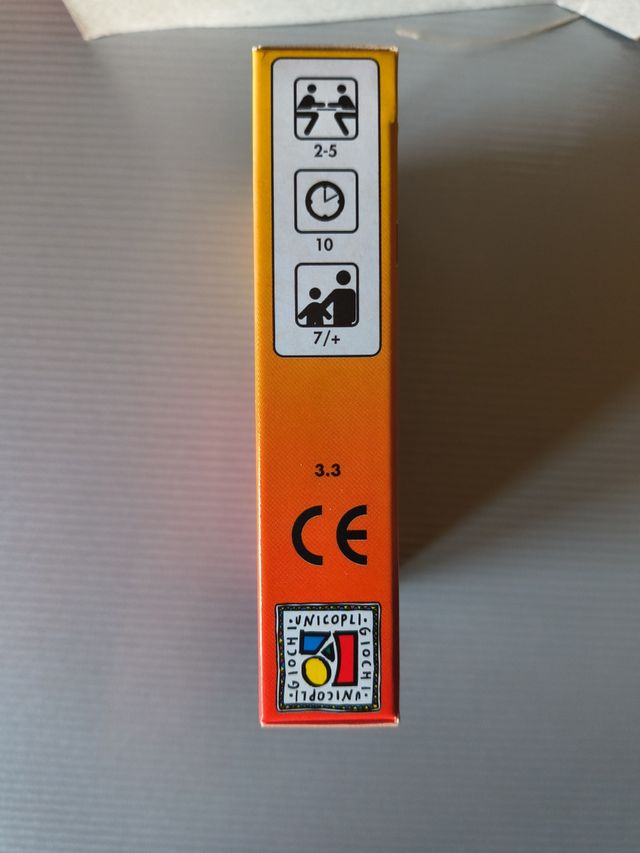 2-5
10
7/+
3.3
CE
·UNICOPLI·
GIOCHI
GIOCHI
·UNICOPLI·